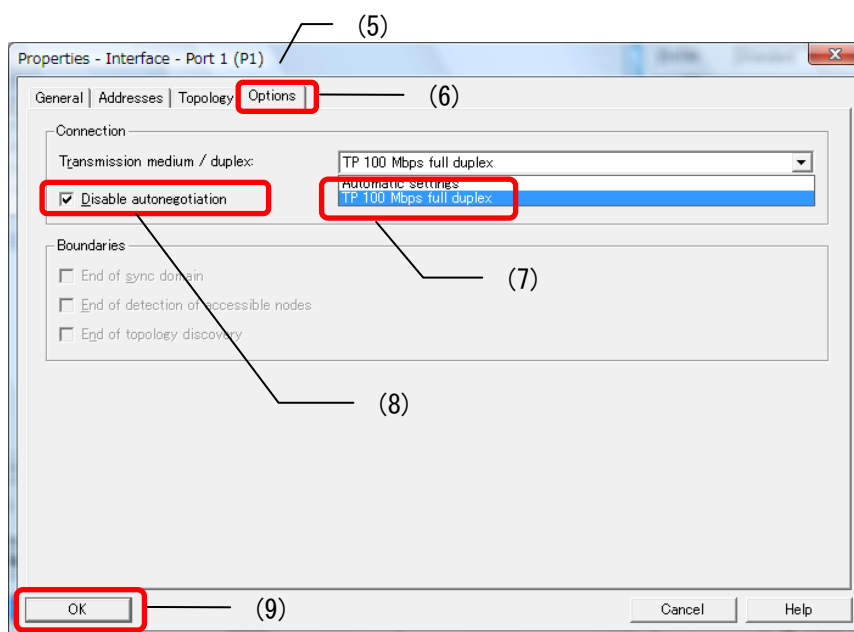 (5)
Properties - Interface - Port 1 (P1)
General | Addresses | Topology | Options
(6)
Connection
Transmission medium / duplex:
TP 100 Mbps full duplex
Automatic settings
Disable autonegotiation
TP 100 Mbps full duplex
Boundaries
(7)
End of sync domain
End of detection of accessible nodes
End of topology discovery
(8)
OK
(9)
Cancel
Help